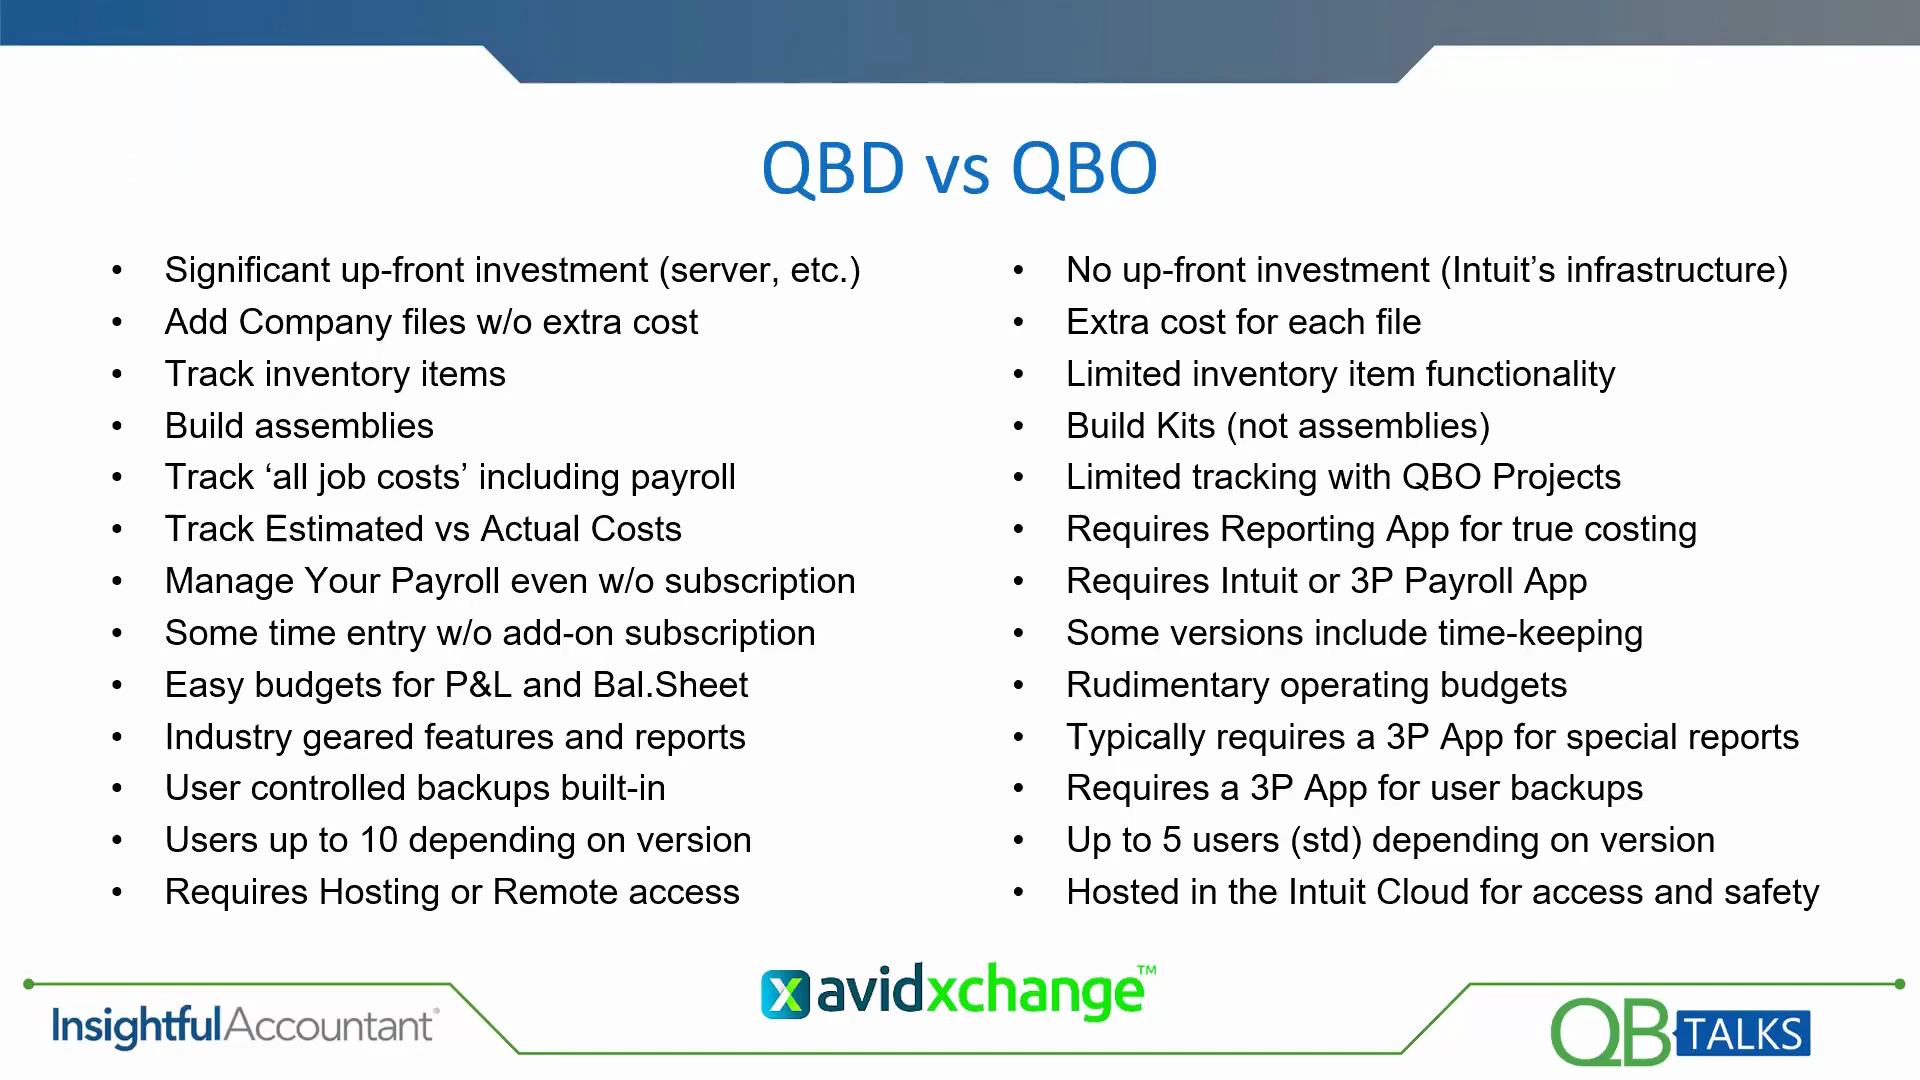 QBD vs QBO
• Significant up-front investment (server, etc.)
• Add Company files w/o extra cost
• Track inventory items
• Build assemblies
• Track ‘all job costs’ including payroll
• Track Estimated vs Actual Costs
• Manage Your Payroll even w/o subscription
• Some time entry w/o add-on subscription
• Easy budgets for P&L and Bal.Sheet
• Industry geared features and reports
• User controlled backups built-in
• Users up to 10 depending on version
• Requires Hosting or Remote access
• No up-front investment (Intuit’s infrastructure)
• Extra cost for each file
• Limited inventory item functionality
• Build Kits (not assemblies)
• Limited tracking with QBO Projects
• Requires Reporting App for true costing
• Requires Intuit or 3P Payroll App
• Some versions include time-keeping
• Rudimentary operating budgets
• Typically requires a 3P App for special reports
• Requires a 3P App for user backups
• Up to 5 users (std) depending on version
• Hosted in the Intuit Cloud for access and safety
InsightfulAccountant®
x avidxchange™
QB TALKS